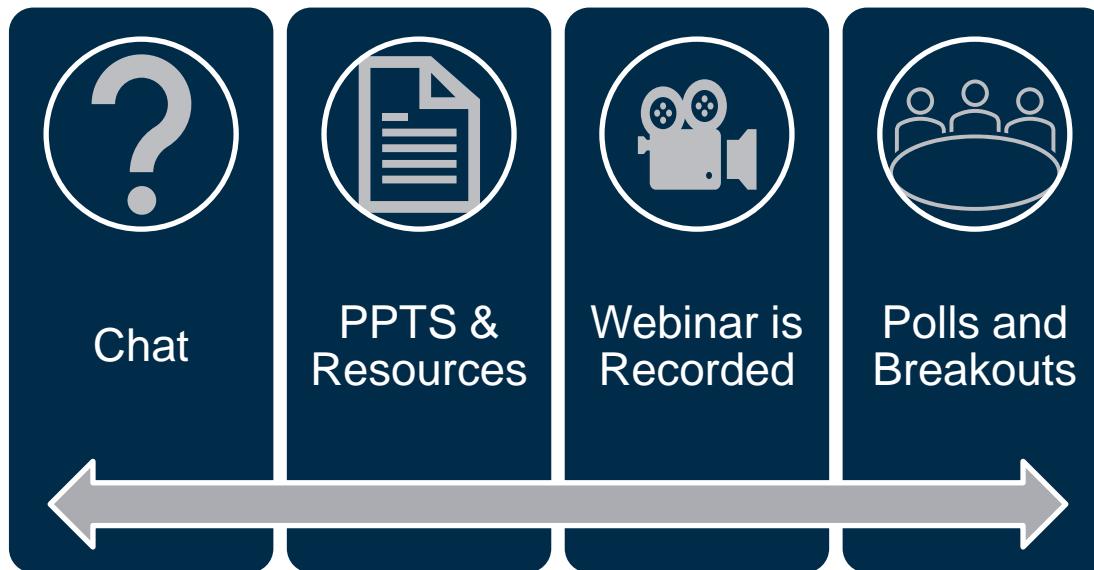 Chat
PPTS &
Resources
Webinar is
Recorded
Polls and
Breakouts